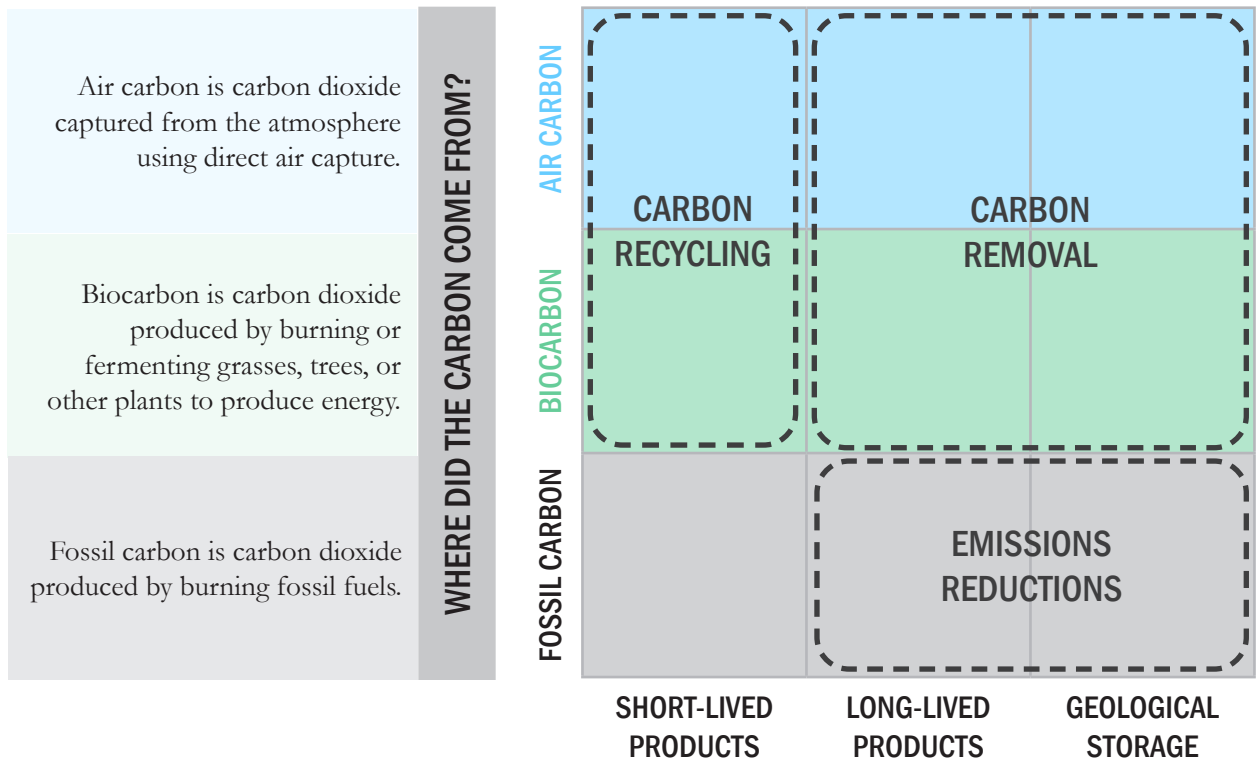 Air carbon is carbon dioxide
captured from the atmosphere
using direct air capture.
Biocarbon is carbon dioxide
produced by burning or
fermenting grasses, trees, or
other plants to produce energy.
Fossil carbon is carbon dioxide
produced by burning fossil fuels.
WHERE DID THE CARBON COME FROM?
AIR CARBON
BIOCARBON
FOSSIL CARBON
CARBON
RECYCLING
CARBON
REMOVAL
EMISSIONS
REDUCTIONS
SHORT-LIVED
PRODUCTS
LONG-LIVED
PRODUCTS
GEOLOGICAL
STORAGE